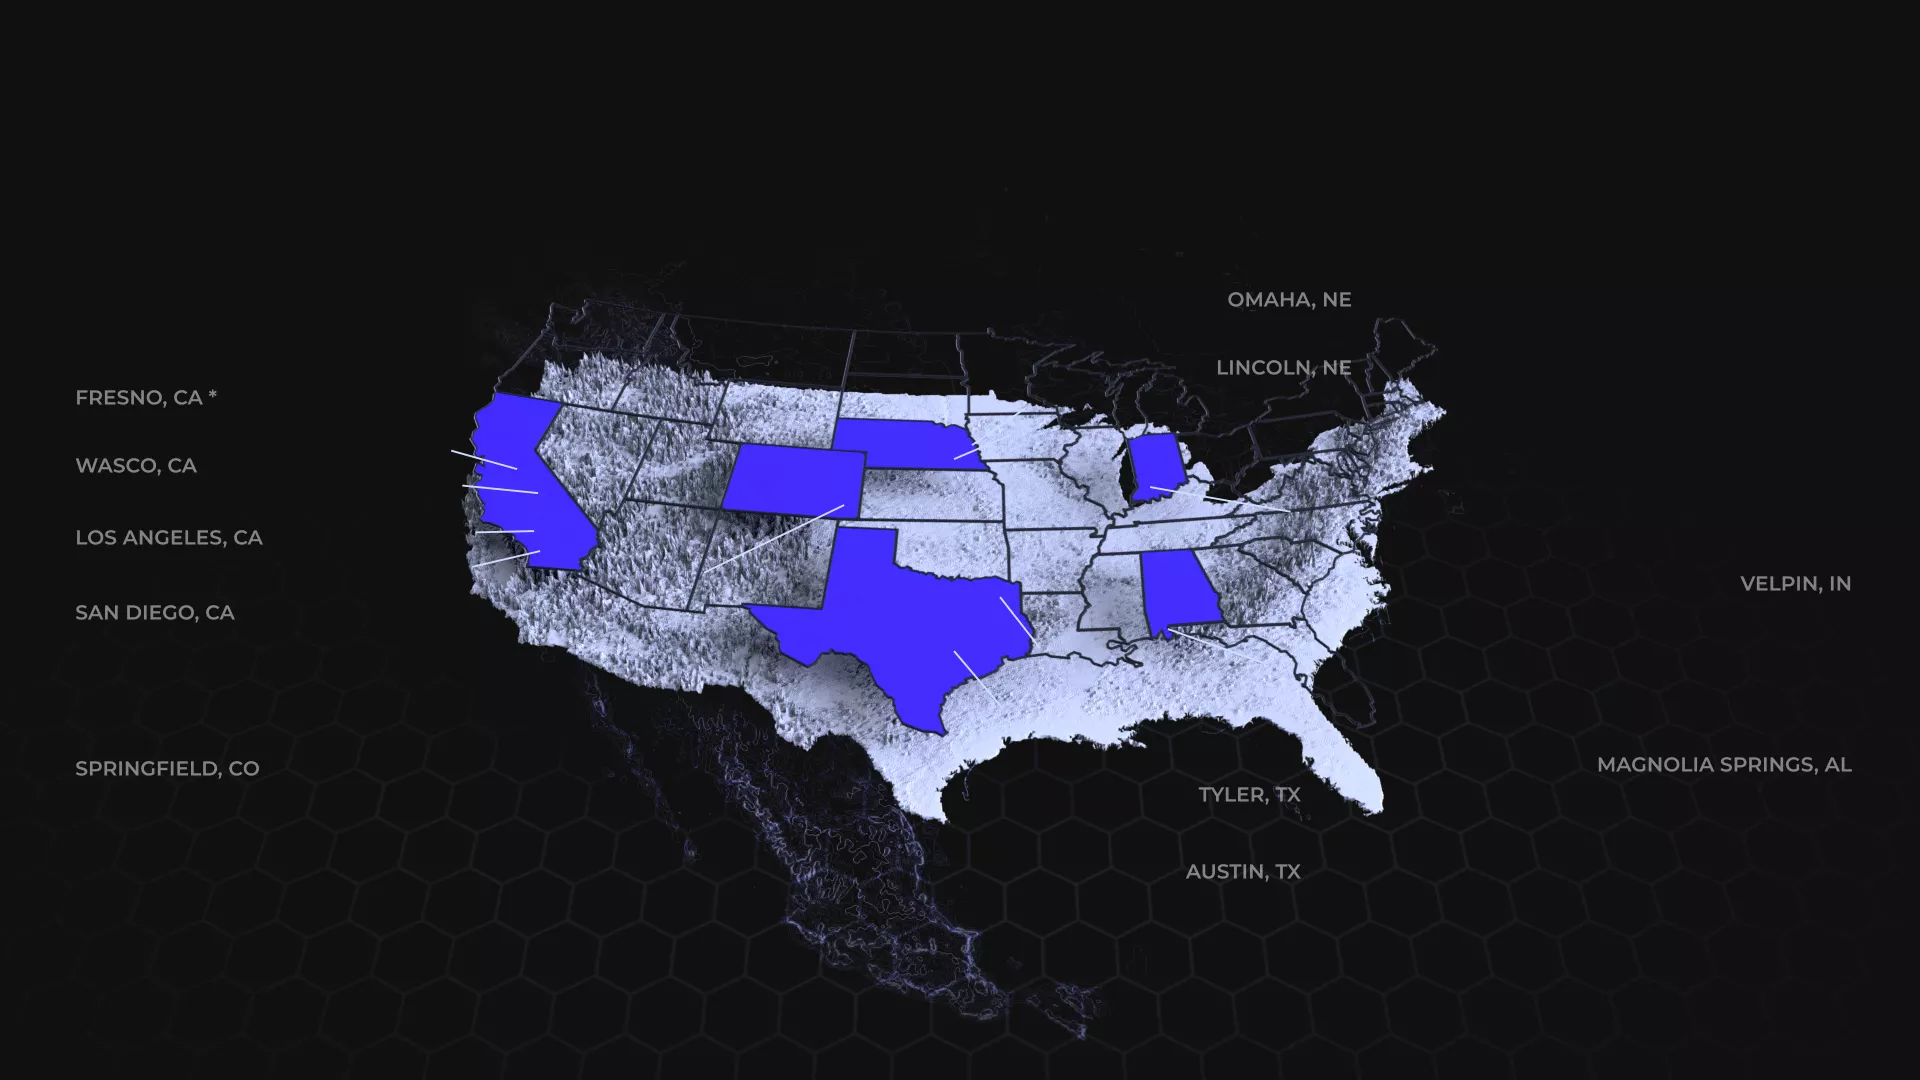 OMAHA, NE
LINCOLN, NE
FRESNO, CA *
WASCO, CA
LOS ANGELES, CA
SAN DIEGO, CA
SPRINGFIELD, CO
VELPIN, IN
MAGNOLIA SPRINGS, AL
TYLER, TX
AUSTIN, TX